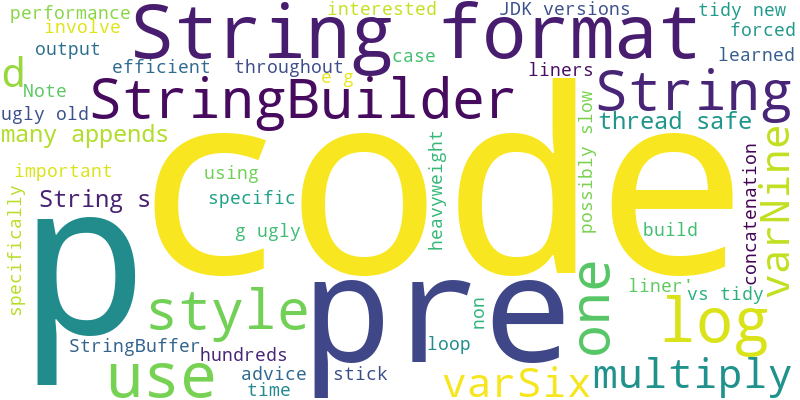 performance
involve
String format
interested
JDK versions
tidy new
forced
d
output
efficient
throughout
case
learned
Note
e g
liners
ugly old
StringBuilder
String
many appends
thread safe
code
important
using
String s
specific
heavyweight
possibly slow
concatenation
varNine
specifically
g ugly
build
p
pre
style
one
liner'
vs tidy
log
non
StringBuffer
hundreds
loop
use
advice
stick
time
varSix
multiply